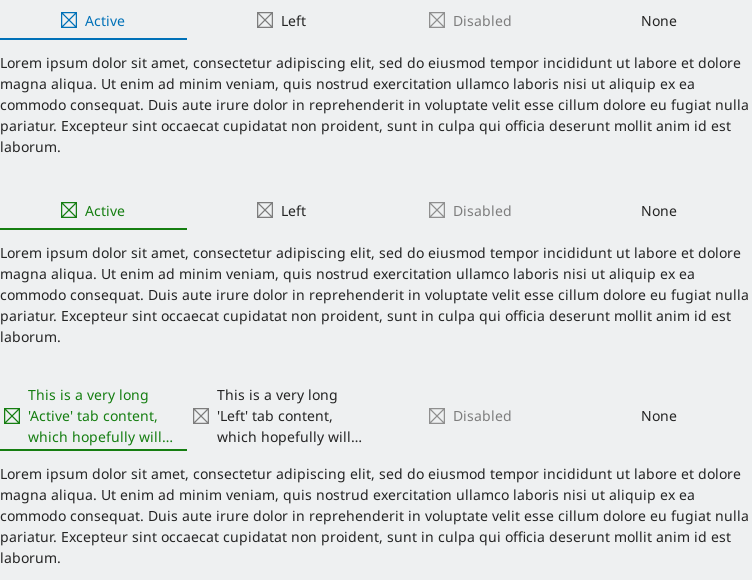 Active Left Disabled None
Lorem ipsum dolor sit amet, consectetur adipiscing elit, sed do eiusmod tempor incididunt ut labore et dolore
magna aliqua. Ut enim ad minim veniam, quis nostrud exercitation ullamco laboris nisi ut aliquip ex ea
commodo consequat. Duis aute irure dolor in reprehenderit in voluptate velit esse cillum dolore eu fugiat nulla
pariatur. Excepteur sint occaecat cupidatat non proident, sunt in culpa qui officia deserunt mollit anim id est
laborum.
Active Left Disabled None
Lorem ipsum dolor sit amet, consectetur adipiscing elit, sed do eiusmod tempor incididunt ut labore et dolore
magna aliqua. Ut enim ad minim veniam, quis nostrud exercitation ullamco laboris nisi ut aliquip ex ea
commodo consequat. Duis aute irure dolor in reprehenderit in voluptate velit esse cillum dolore eu fugiat nulla
pariatur. Excepteur sint occaecat cupidatat non proident, sunt in culpa qui officia deserunt mollit anim id est
laborum.
This is a very long
'Active' tab content,
which hopefully will...
This is a very long
'Left' tab content,
which hopefully will...
Disabled
None
Lorem ipsum dolor sit amet, consectetur adipiscing elit, sed do eiusmod tempor incididunt ut labore et dolore
magna aliqua. Ut enim ad minim veniam, quis nostrud exercitation ullamco laboris nisi ut aliquip ex ea
commodo consequat. Duis aute irure dolor in reprehenderit in voluptate velit esse cillum dolore eu fugiat nulla
pariatur. Excepteur sint occaecat cupidatat non proident, sunt in culpa qui officia deserunt mollit anim id est
laborum.